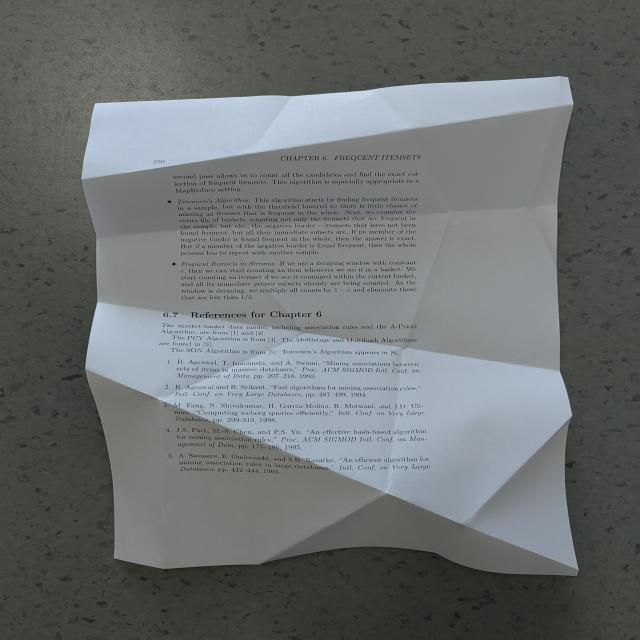 250 CHAPTER 6. FREQUENT ITEMSETS
second pass allows us to count all the candidates and find the exact col-
lection of frequent itemsets. This algorithm is especially appropriate in a
MapReduce setting.
♦ Toivonen's Algorithm: This algorithm starts by finding frequent itemsets
in a sample, but with the threshold lowered so there is little chance of
missing an itemset that is frequent in the whole. Next, we examine the
entire file of baskets, counting not only the itemsets that are frequent in
the sample, but also, the negative border – itemsets that have not been
found frequent, but all their immediate subsets are. If no member of the
negative border is found frequent in the whole, then the answer is exact.
But if a member of the negative border is found frequent, then the whole
process has to repeat with another sample.
♦ Frequent Itemsets in Streams: If we use a decaying window with constant
c, then we can start counting an item whenever we see it in a basket. We
start counting an itemset if we see it contained within the current basket,
and all its immediate proper subsets already are being counted. As the
window is decaying, we multiply all counts by 1 − c and eliminate those
that are less than 1/2.
6.7 References for Chapter 6
The market-basket data model, including association rules and the A-Priori
Algorithm, are from [1] and [2].
The PCY Algorithm is from [4]. The Multistage and Multihash Algorithms
are found in [3].
The SON Algorithm is from [5]. Toivonen's Algorithm appears in
1. R. Agrawal, T. Imielinski, and A. Swami, "Mining associations between
sets of items in massive databases," Proc. ACM SIGMOD Intl. Conf. on
Management of Data, pp. 207–216, 1993.
2. R. Agrawal and R. Srikant, "Fast algorithms for mining association rules,"
Intl. Conf. on Very Large Databases, pp. 487–499, 1994.
3. M. Fang, N. Shivakumar, H. Garcia-Molina, R. Motwani, and J.D. Ull-
man, "Computing iceberg queries efficiently," Intl. Conf. on Very Large
Databases, pp. 299-310, 1998.
4. J.S. Park, M.-S. Chen, and P.S. Yu, "An effective hash-based algorithm
for mining association rules," Proc. ACM SIGMOD Intl. Conf. on Man-
agement of Data, pp. 175–186, 1995.
5. A. Savasere, E. Omiecinski, and S.B. Navathe, "An efficient algorithm for
mining association rules in large databases," Intl. Conf. on Very Large
Databases, pp. 432–444, 1995.